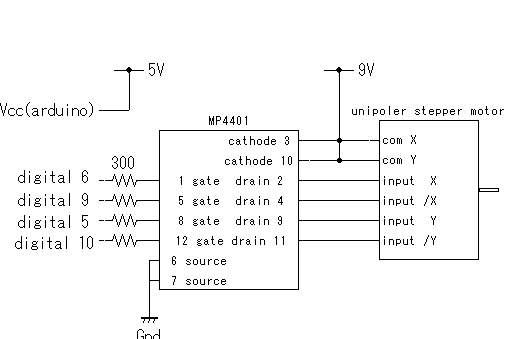 5V
9V
Vcc(arduino)
MP4401
unipoler stepper motor
cathode 3
com X
300
cathode 10
com Y
digital 6
1 gate drain 2
input X
digital 9
5 gate drain 4
input /X
digital 5
8 gate drain 9
input Y
digital 10
12 gate drain 11
input /Y
6 source
7 source
Gnd